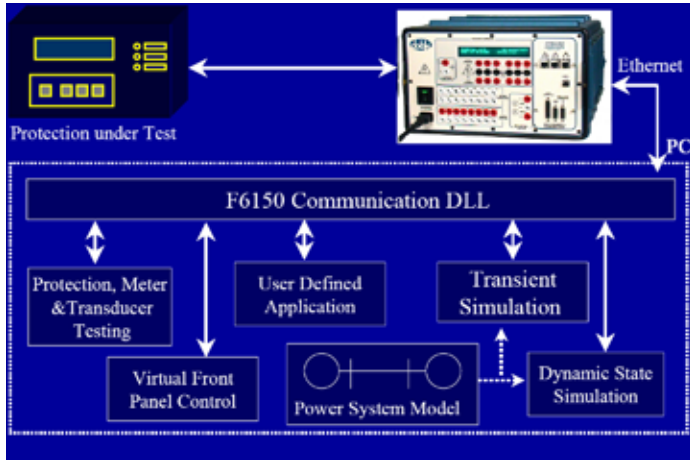 Ethernet
Protection under Test
PC
F6150 Communication DLL
Protection, Meter
&Transducer
Testing
User Defined
Application
Transient
Simulation
Virtual Front
Panel Control
Power System Model
Dynamic State
Simulation